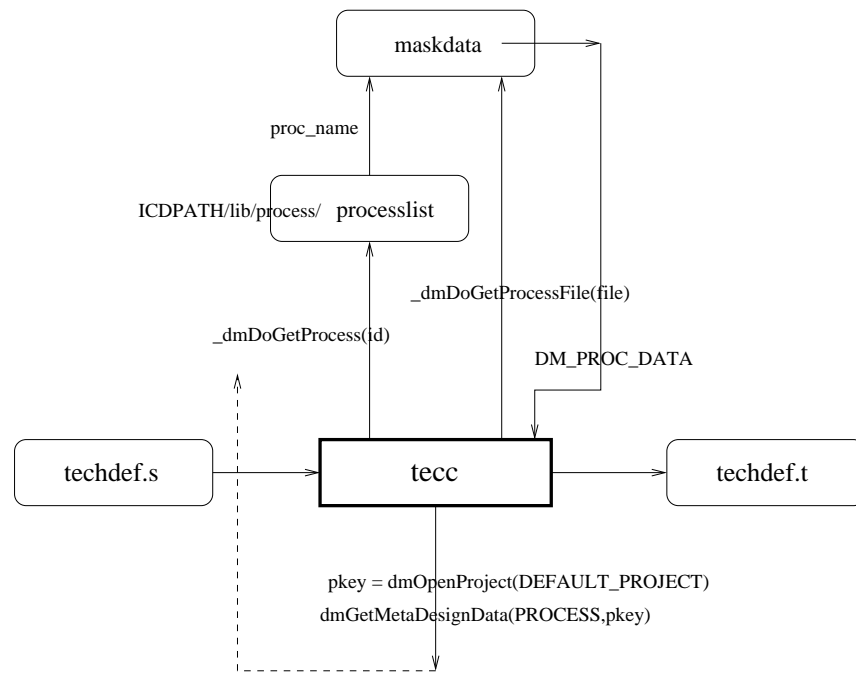 maskdata
proc_name
ICDPATH/lib/process/ processlist
_dmDoGetProcessFile(file)
_dmDoGetProcess(id)
DM_PROC_DATA
techdef.s
tecc
techdef.t
pkey = dmOpenProject(DEFAULT_PROJECT)
dmGetMetaDesignData(PROCESS,pkey)